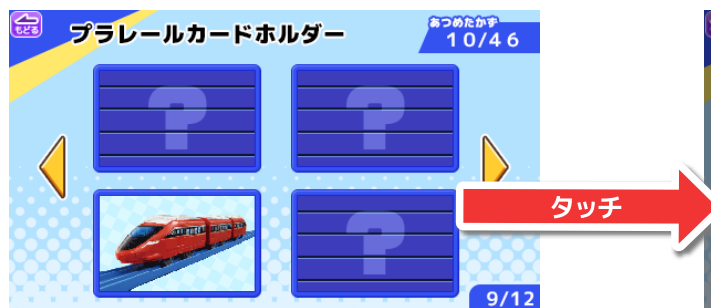 もどる
プラレールカードホルダー
あつめたかず
10/46
?
?
タッチ
?
9/12